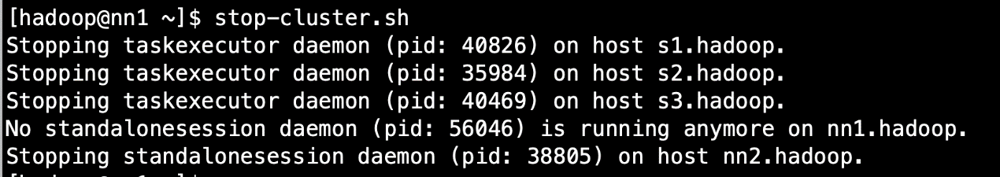 [hadoop@nn1 ~]$ stop-cluster.sh
Stopping taskexecutor daemon (pid: 40826) on host s1.hadoop.
Stopping taskexecutor daemon (pid: 35984) on host s2.hadoop.
Stopping taskexecutor daemon (pid: 40469) on host s3.hadoop.
No standalonesession daemon (pid: 56046) is running anymore on nn1.hadoop.
Stopping standalonesession daemon (pid: 38805) on host nn2.hadoop.